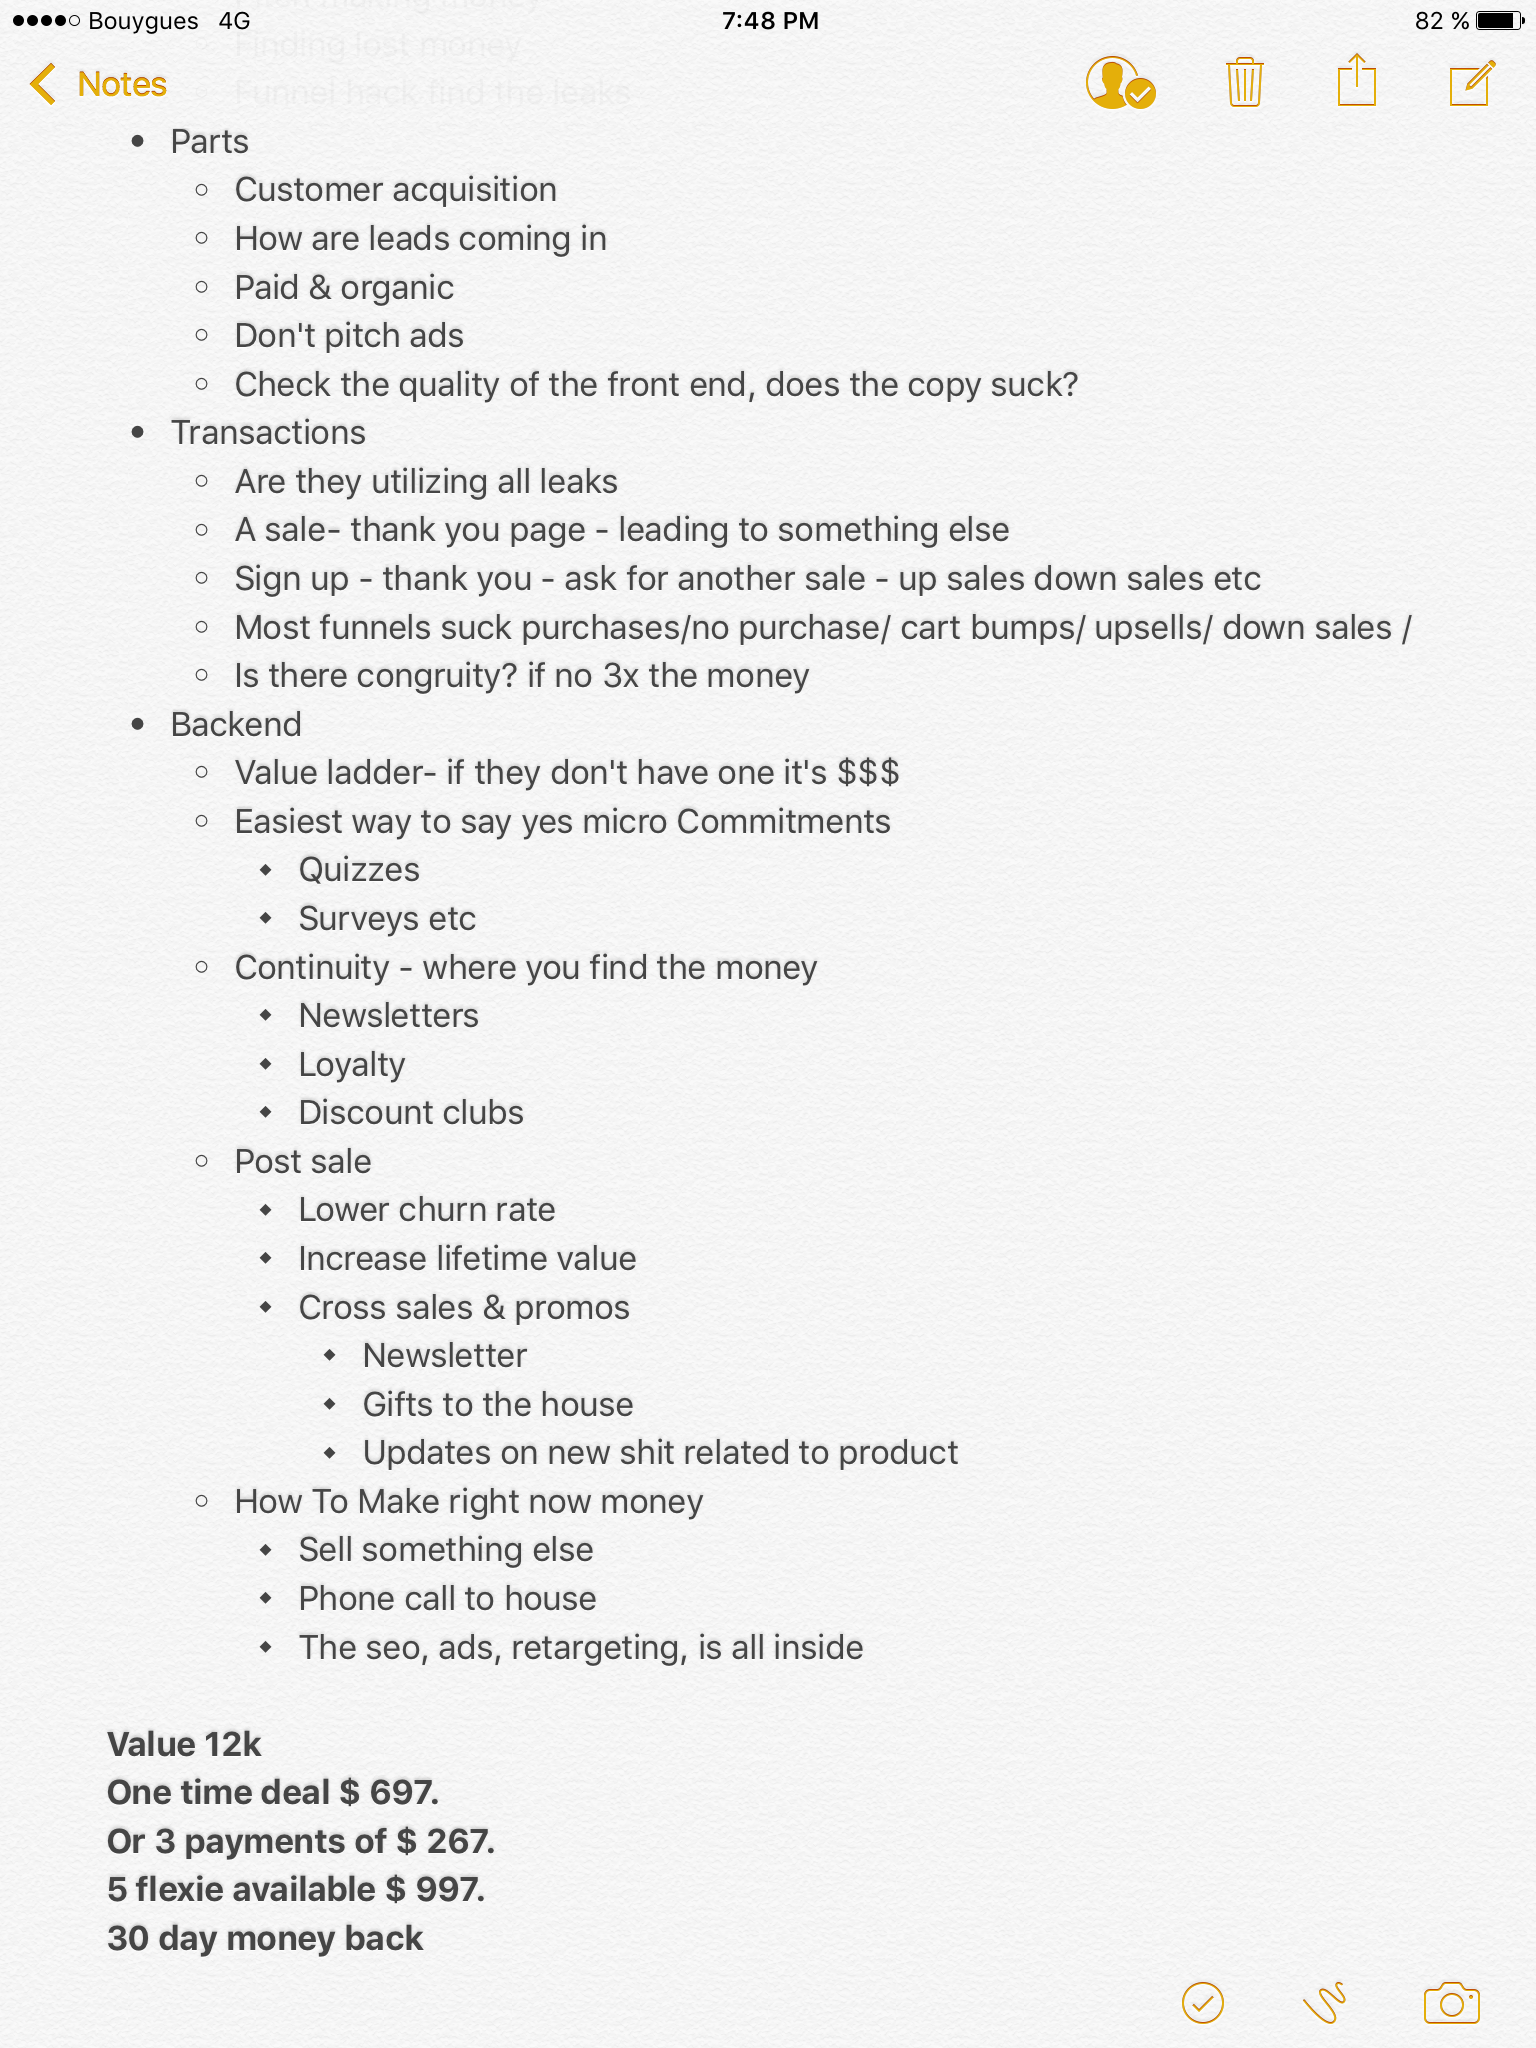 Bouygues 4G 7:48 PM 82 %
Finding lost money
Notes
• Parts
○ Customer acquisition
○ How are leads coming in
○ Paid & organic
○ Don't pitch ads
○ Check the quality of the front end, does the copy suck?
• Transactions
○ Are they utilizing all leaks
○ A sale- thank you page - leading to something else
○ Sign up - thank you - ask for another sale - up sales down sales etc
○ Most funnels suck purchases/no purchase/ cart bumps/ upsells/ down sales /
○ Is there congruity? if no 3x the money
• Backend
○ Value ladder- if they don't have one it's $$$
○ Easiest way to say yes micro Commitments
◆ Quizzes
◆ Surveys etc
○ Continuity - where you find the money
◆ Newsletters
◆ Loyalty
◆ Discount clubs
○ Post sale
◆ Lower churn rate
◆ Increase lifetime value
◆ Cross sales & promos
◆ Newsletter
◆ Gifts to the house
◆ Updates on new shit related to product
○ How To Make right now money
◆ Sell something else
◆ Phone call to house
◆ The seo, ads, retargeting, is all inside
Value 12k
One time deal $ 697.
Or 3 payments of $ 267.
5 flexie available $ 997.
30 day money back